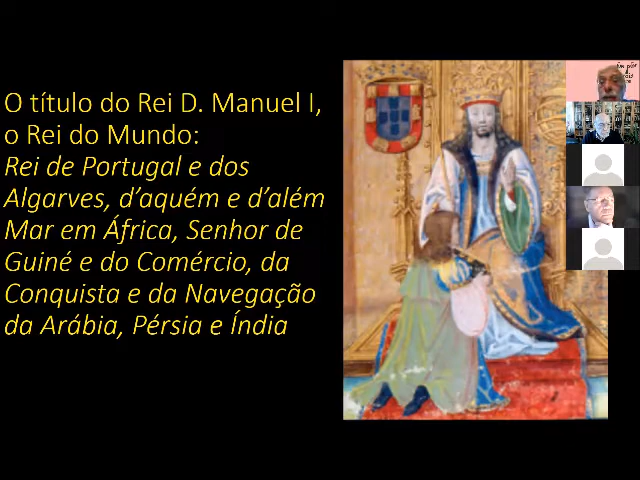 O título do Rei D. Manuel I,
o Rei do Mundo:
Rei de Portugal e dos
Algarves, d'aquém e d'além
Mar em África, Senhor de
Guiné e do Comércio, da
Conquista e da Navegação
da Arábia, Pérsia e Índia